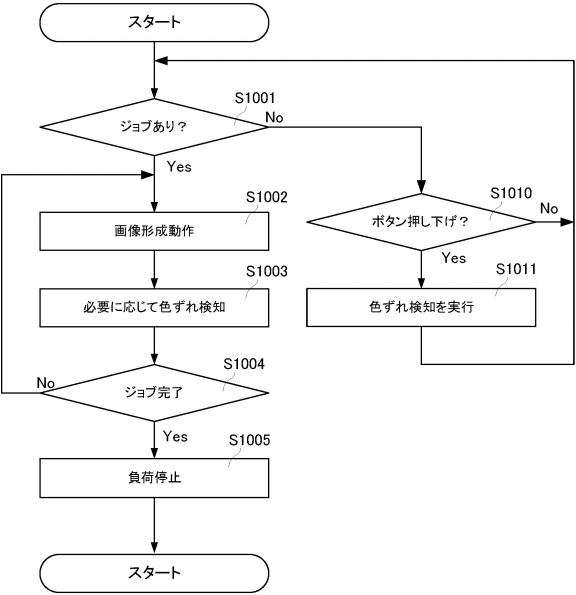 スタート
S1001
ジョブあり？
No
Yes
S1002
画像形成動作
S1003
必要に応じて色ずれ検知
S1004
ジョブ完了
No
Yes
S1005
負荷停止
スタート
S1010
ボタン押し下げ？
No
Yes
S1011
色ずれ検知を実行